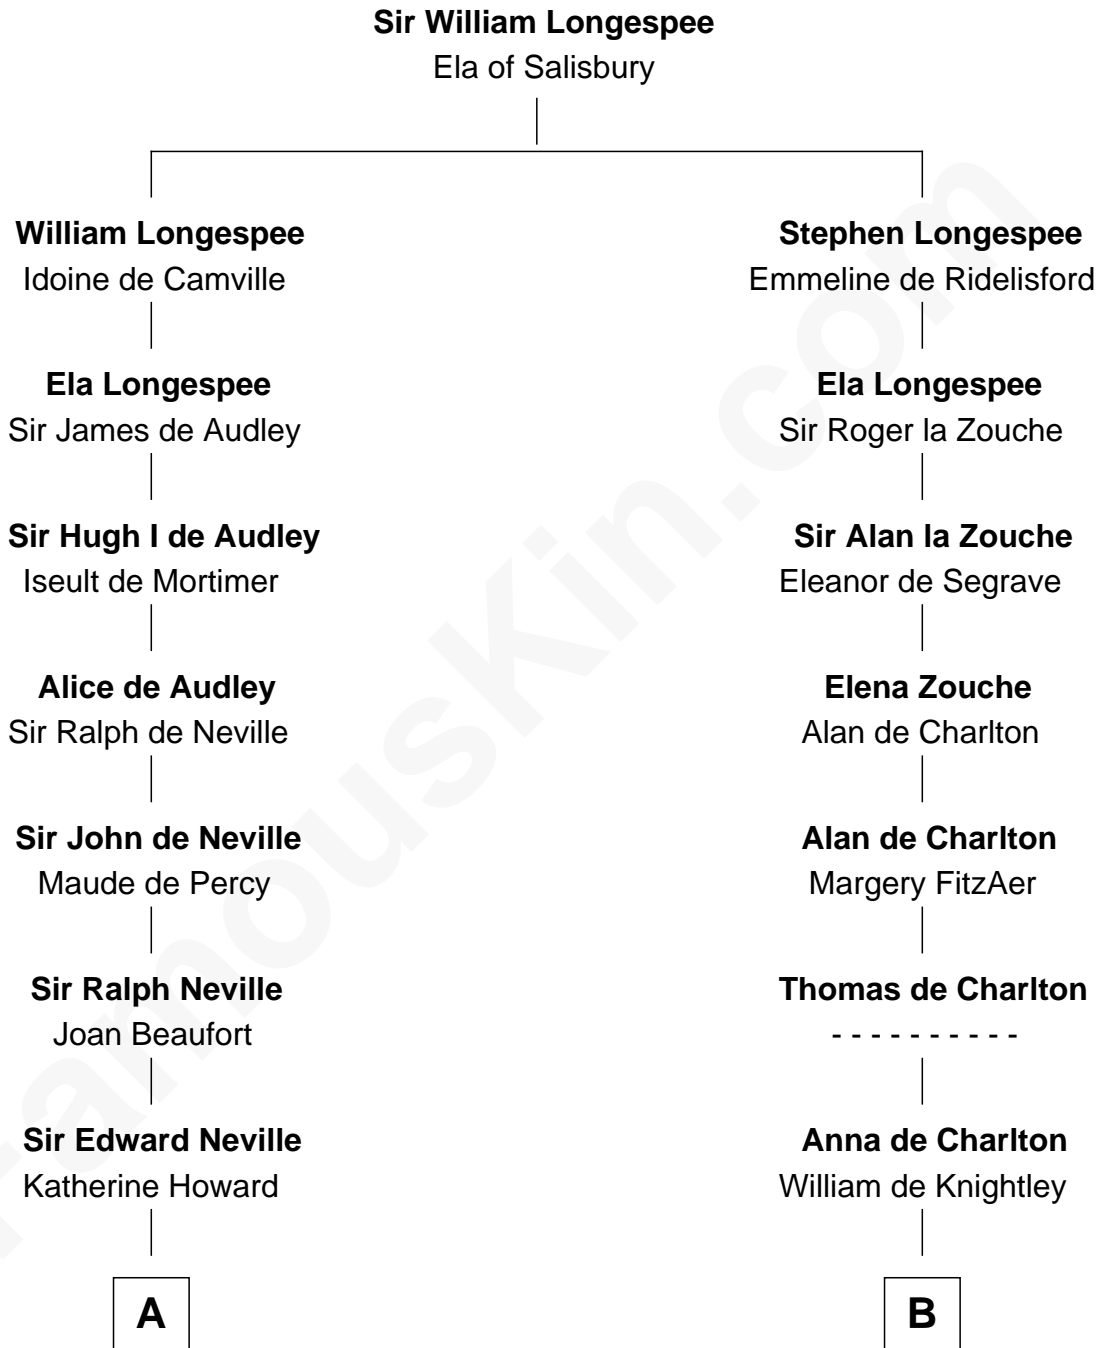 Sir William Longespee
Ela of Salisbury
William Longespee
Idoine de Camville
Stephen Longespee
Emmeline de Ridelisford
Ela Longespee
Sir James de Audley
Ela Longespee
Sir Roger la Zouche
Sir Hugh I de Audley
Iseult de Mortimer
Sir Alan la Zouche
Eleanor de Segrave
Alice de Audley
Sir Ralph de Neville
Elena Zouche
Alan de Charlton
Sir John de Neville
Maude de Percy
Alan de Charlton
Margery FitzAer
Sir Ralph Neville
Joan Beaufort
Thomas de Charlton
- - - - - - - - - -
Sir Edward Neville
Katherine Howard
Anna de Charlton
William de Knightley
A
B
FamousKin.com